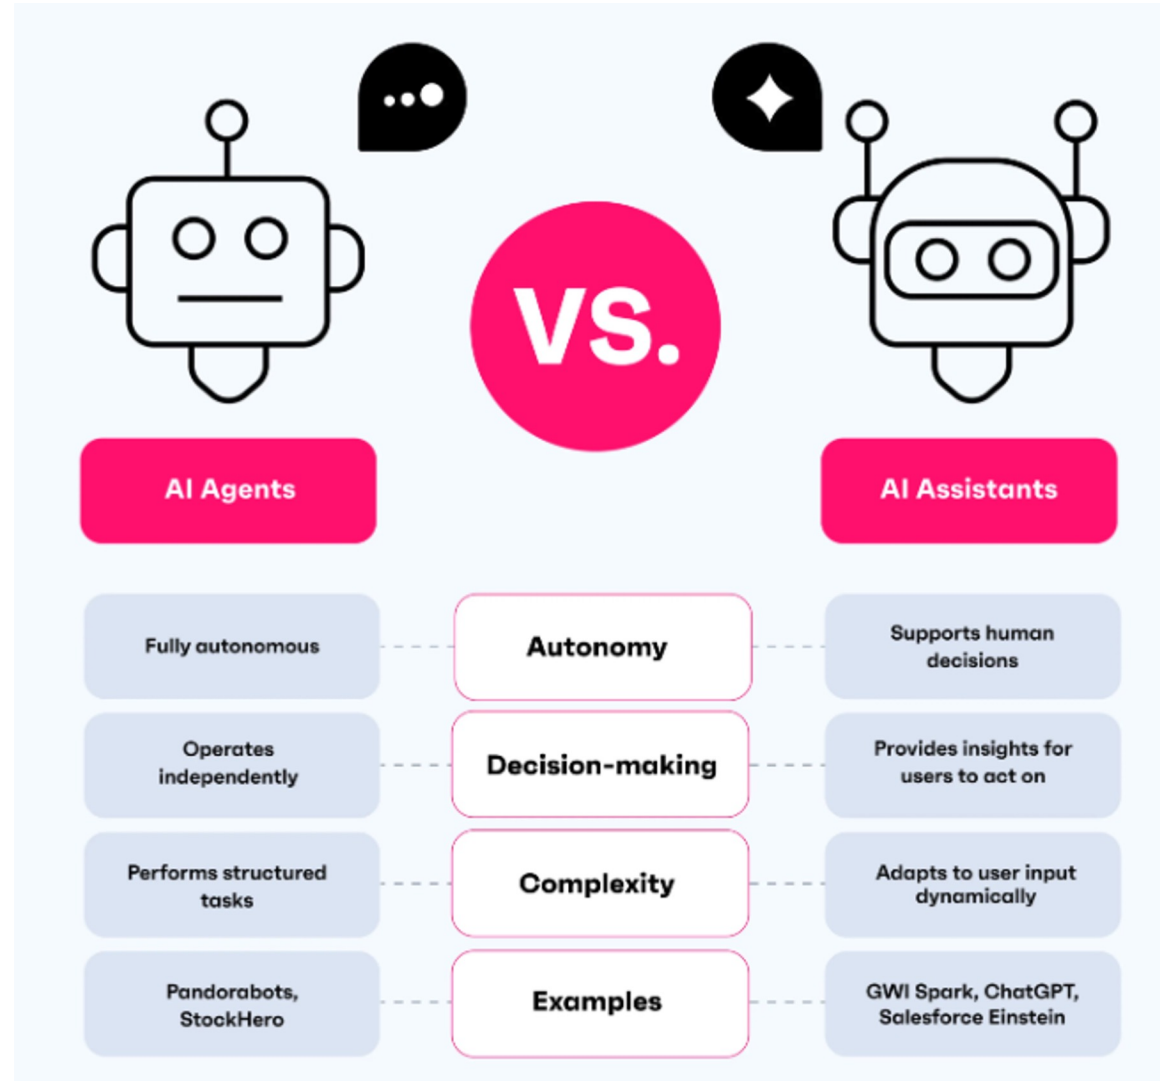 VS.
AI Agents
AI Assistants
Fully autonomous
Autonomy
Supports human
decisions
Operates
independently
Decision-making
Provides insights for
users to act on
Performs structured
tasks
Complexity
Adapts to user input
dynamically
Pandorabots,
StockHero
Examples
GWI Spark, ChatGPT,
Salesforce Einstein